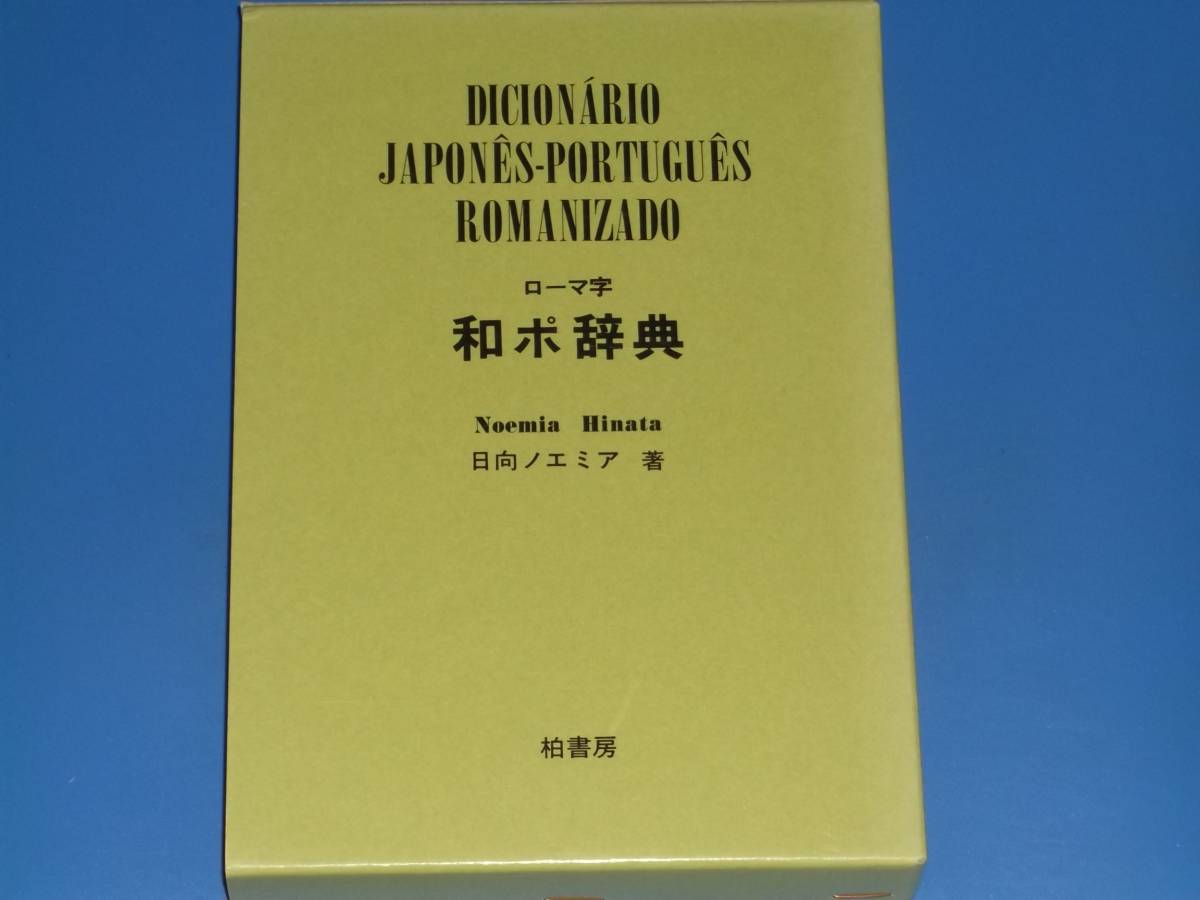 DICIONÁRIO
JAPONÊS-PORTUGUÊS
ROMANIZADO
ローマ字
和ポ辞典
Noemia Hinata
日向ノエミア 著
柏書房